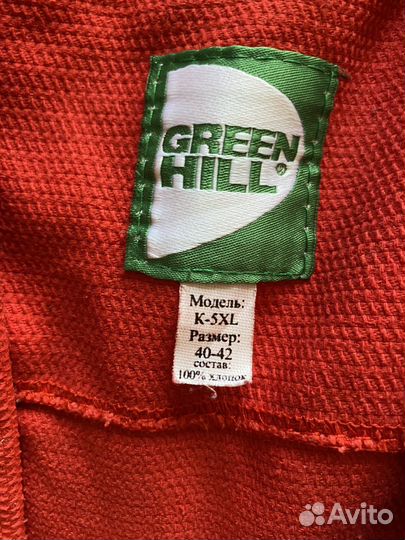 GREEN
HILL®
Модель:
К-5XL
Размер:
40-42
состав:
100% хлопок
Avito